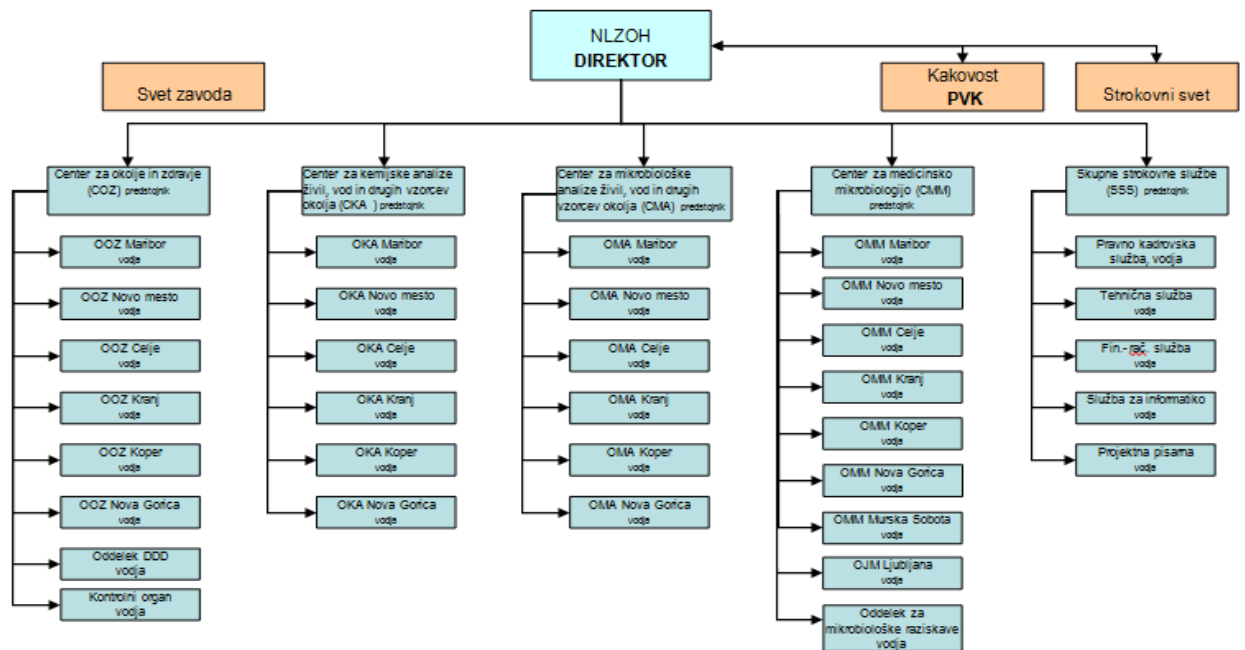 NLZOH
DIREKTOR
Svet zavoda
Kakovost
PVK
Strokovni svet
Center za okolje in zdravje
(COZ) predstojnik
OOZ Maribor
vodja
OOZ Novo mesto
vodja
OOZ Celje
vodja
OOZ Kranj
vodja
OOZ Koper
vodja
OOZ Nova Gorica
vodja
Oddelek DDD
vodja
Kontrolni organ
vodja
Center za kemijske analize
živil, vod in drugih vzorcev
okolja (CKA ) predstojnik
OKA Maribor
vodja
OKA Novo mesto
vodja
OKA Celje
vodja
OKA Kranj
vodja
OKA Koper
vodja
OKA Nova Gorica
vodja
Center za mikrobiološke
analize živil, vod in drugih
vzorcev okolja (CMA) predstojnik
OMA Maribor
vodja
OMA Novo mesto
vodja
OMA Celje
vodja
OMA Kranj
vodja
OMA Koper
vodja
OMA Nova Gorica
vodja
Center za medicinsko
mikrobiologijo (CMM)
predstojnik
OMM Maribor
vodja
OMM Novo mesto
vodja
OMM Celje
vodja
OMM Kranj
vodja
OMM Koper
vodja
OMM Nova Gorica
vodja
OMM Murska Sobota
vodja
OJM Ljubljana
vodja
Oddelek za
mikrobiološke raziskave
vodja
Skupne strokovne službe
(SSS) predstojnik
Pravno kadrovska
služba, vodja
Tehnična služba
vodja
Fin.-rač. služba
vodja
Služba za informatiko
vodja
Projektna pisarna
vodja